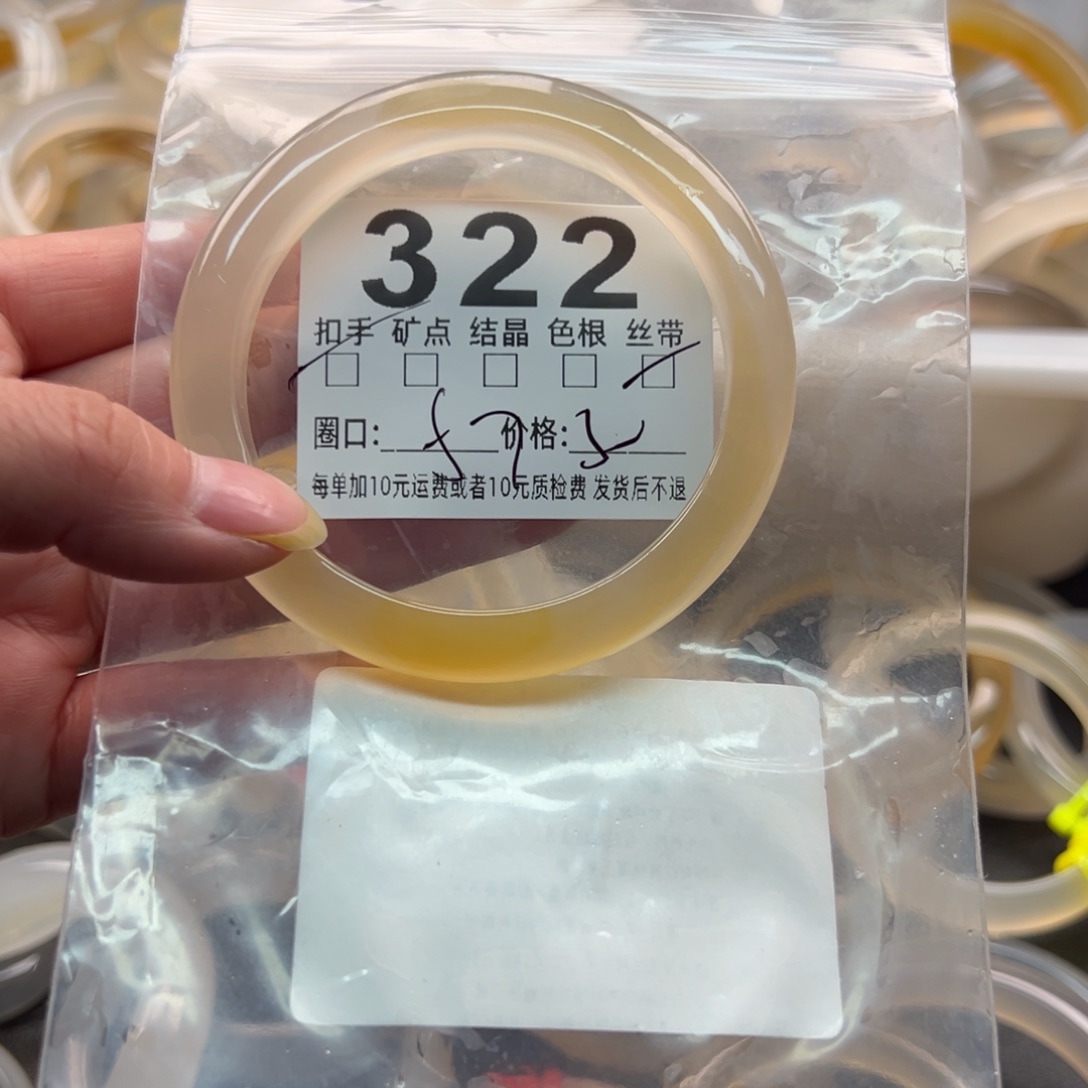 322
扣手 矿点 结晶 色根 丝带
圈口: 59 价格:
每单加10元运费或者10元质检费 发货后不退